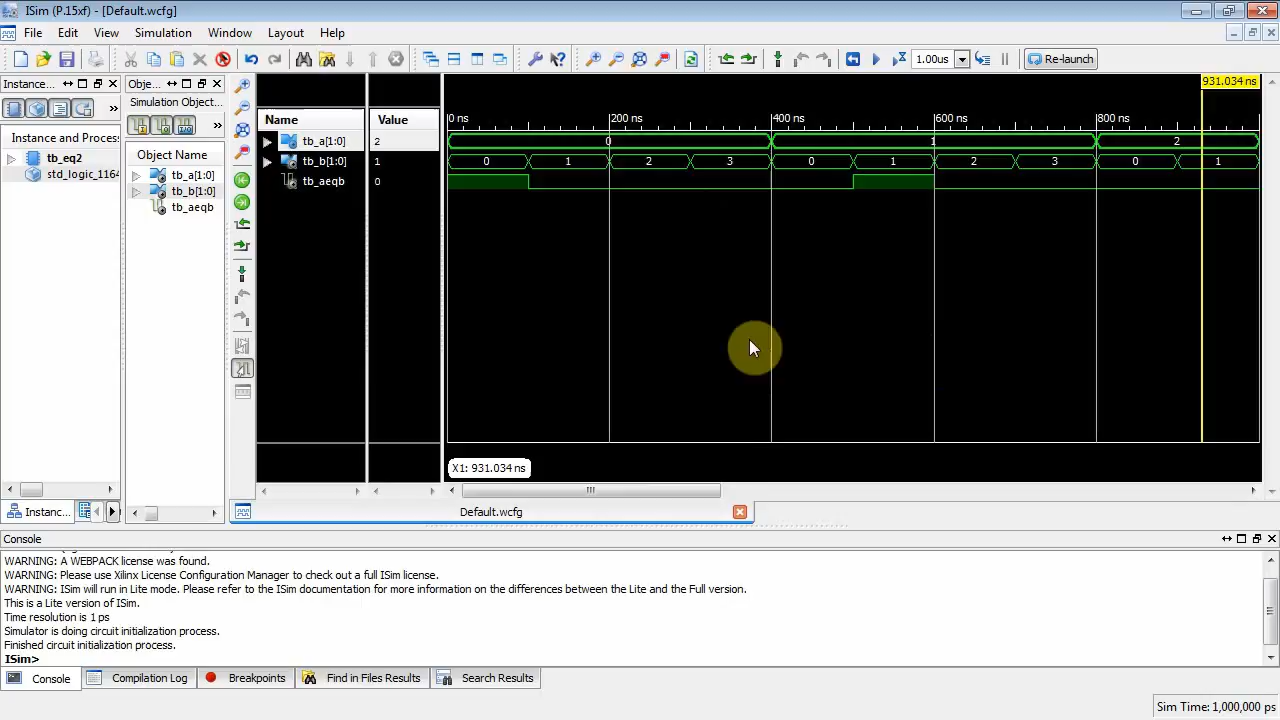 ISim (P.15xf) - [Default.wcfg]
File Edit View Simulation Window Layout Help
1.00us Re-launch
Instance... Obje...
Simulation Object...
Instance and Process
Object Name
tb_eq2
std_logic_1164
tb_a[1:0]
tb_b[1:0]
tb_aeqb
Name Value
tb_a[1:0] 2
tb_b[1:0] 1
tb_aeqb 0
931.034 ns
0 ns 200 ns 400 ns 600 ns 800 ns
0 1 2
0 1 2 3 0 1 2 3 0 1
X1: 931.034 ns
Instanc...
Default.wcfg
Console
WARNING: A WEBPACK license was found.
WARNING: Please use Xilinx License Configuration Manager to check out a full ISim license.
WARNING: ISim will run in Lite mode. Please refer to the ISim documentation for more information on the differences between the Lite and the Full version.
This is a Lite version of ISim.
Time resolution is 1 ps
Simulator is doing circuit initialization process.
Finished circuit initialization process.
ISim>
Console Compilation Log Breakpoints Find in Files Results Search Results
Sim Time: 1,000,000 ps